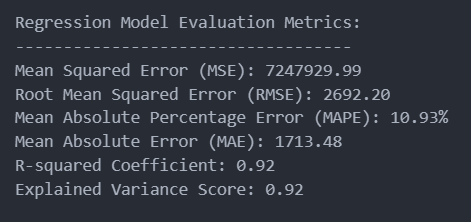 Regression Model Evaluation Metrics:
-----------------------------------
Mean Squared Error (MSE): 7247929.99
Root Mean Squared Error (RMSE): 2692.20
Mean Absolute Percentage Error (MAPE): 10.93%
Mean Absolute Error (MAE): 1713.48
R-squared Coefficient: 0.92
Explained Variance Score: 0.92